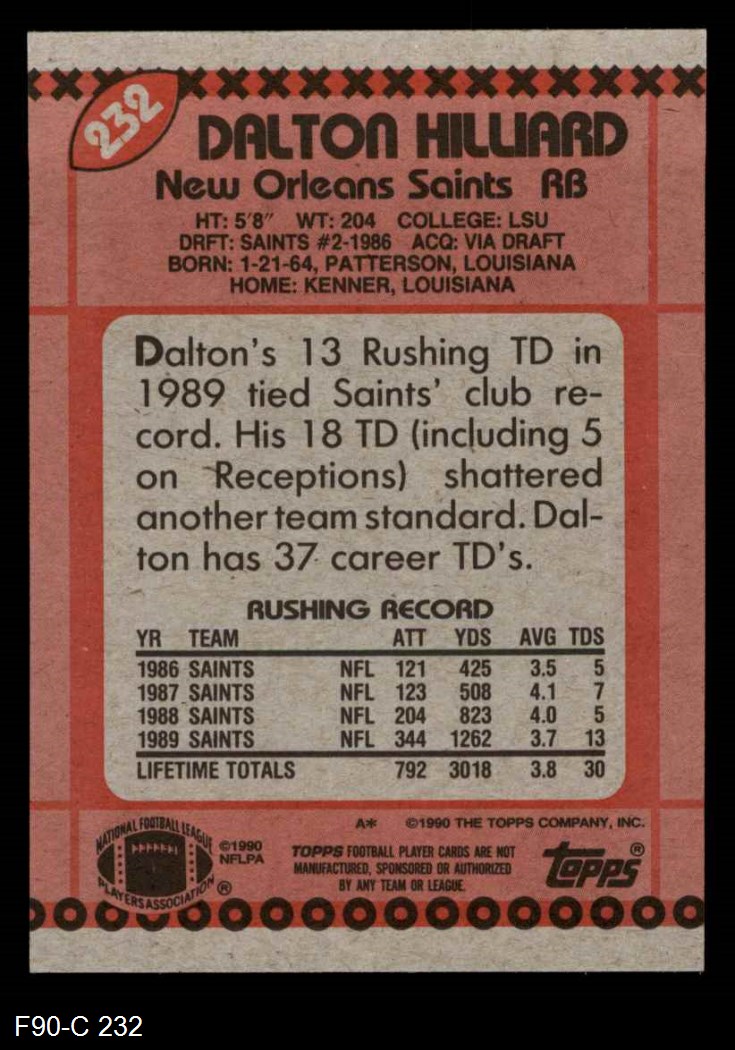 232
DALTON HILLIARD
New Orleans Saints RB
HT: 5'8" WT: 204 COLLEGE: LSU
DRFT: SAINTS #2-1986 ACQ: VIA DRAFT
BORN: 1-21-64, PATTERSON, LOUISIANA
HOME: KENNER, LOUISIANA
Dalton's 13 Rushing TD in
1989 tied Saints' club re-
cord. His 18 TD (including 5
on Receptions) shattered
another team standard. Dal-
ton has 37 career TD's.
RUSHING RECORD
YR TEAM ATT YDS AVG TDS
1986 SAINTS NFL 121 425 3.5 5
1987 SAINTS NFL 123 508 4.1 7
1988 SAINTS NFL 204 823 4.0 5
1989 SAINTS NFL 344 1262 3.7 13
LIFETIME TOTALS 792 3018 3.8 30
A* ©1990 THE TOPPS COMPANY, INC.
NATIONAL FOOTBALL LEAGUE
PLAYERS ASSOCIATION ®
©1990
NFLPA
TOPPS FOOTBALL PLAYER CARDS ARE NOT
MANUFACTURED, SPONSORED OR AUTHORIZED
BY ANY TEAM OR LEAGUE.
topps ®
F90-C 232